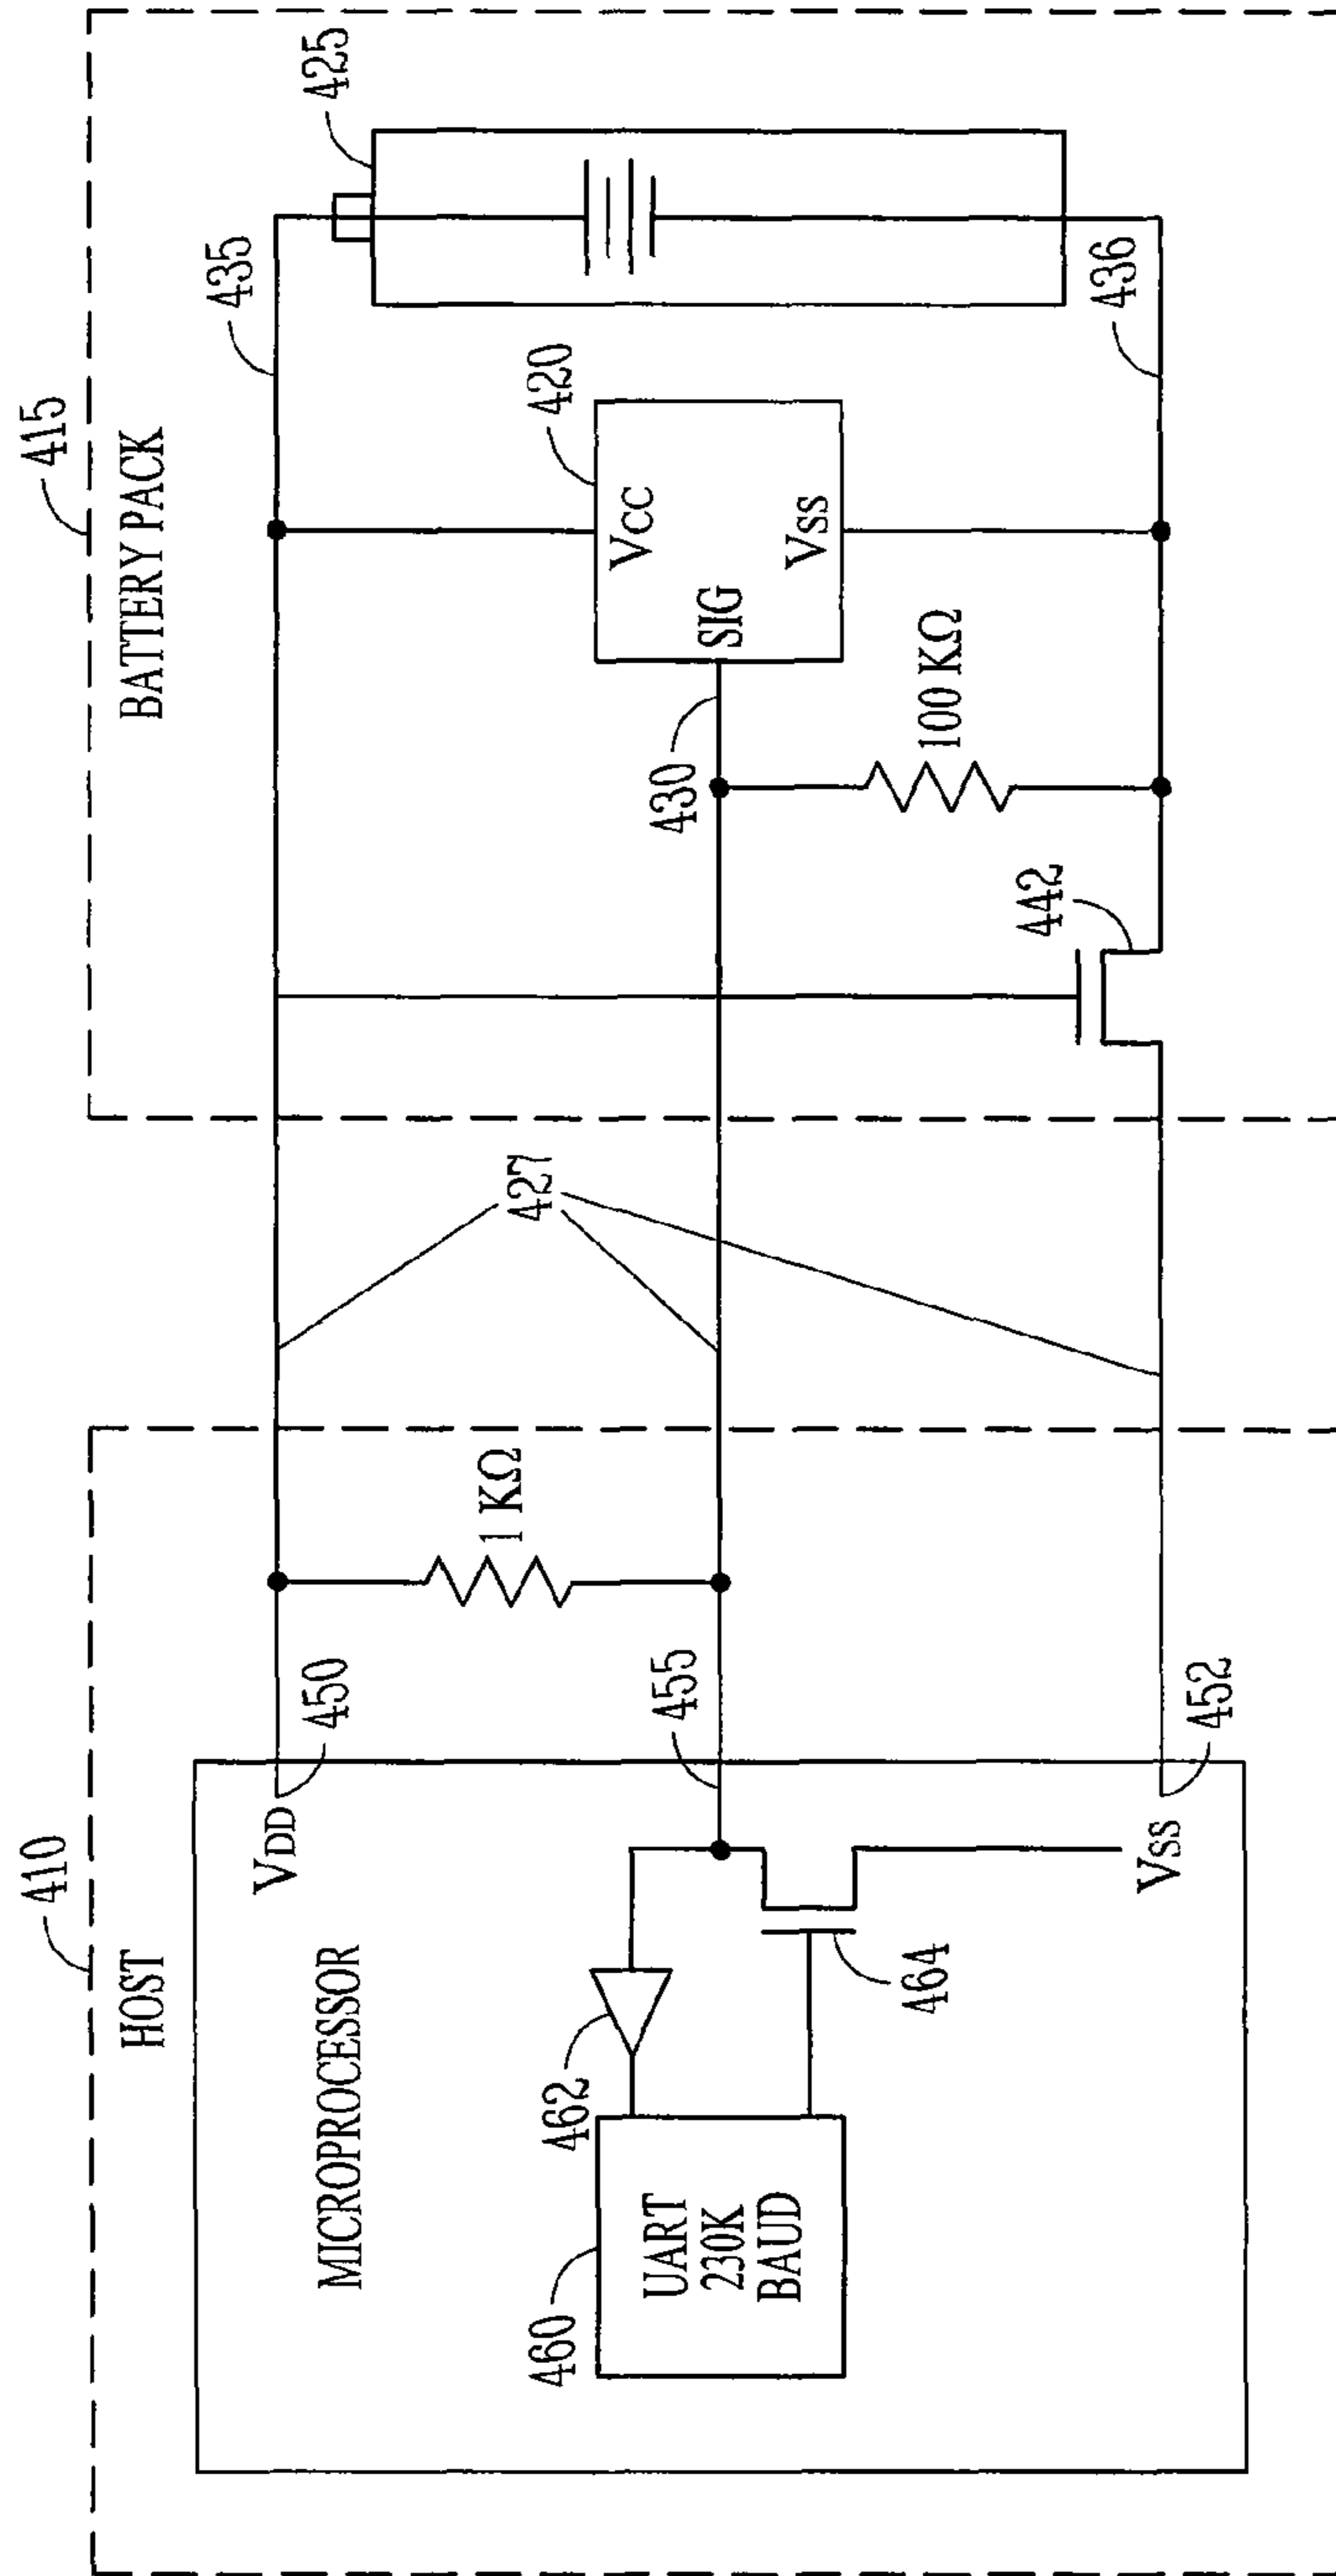 410
HOST
MICROPROCESSOR
VDD
450
1 KΩ
460
UART
230K
BAUD
462
464
455
VSS
452
427
415
BATTERY PACK
435
425
420
VCC
SIG
VSS
430
100 KΩ
442
436